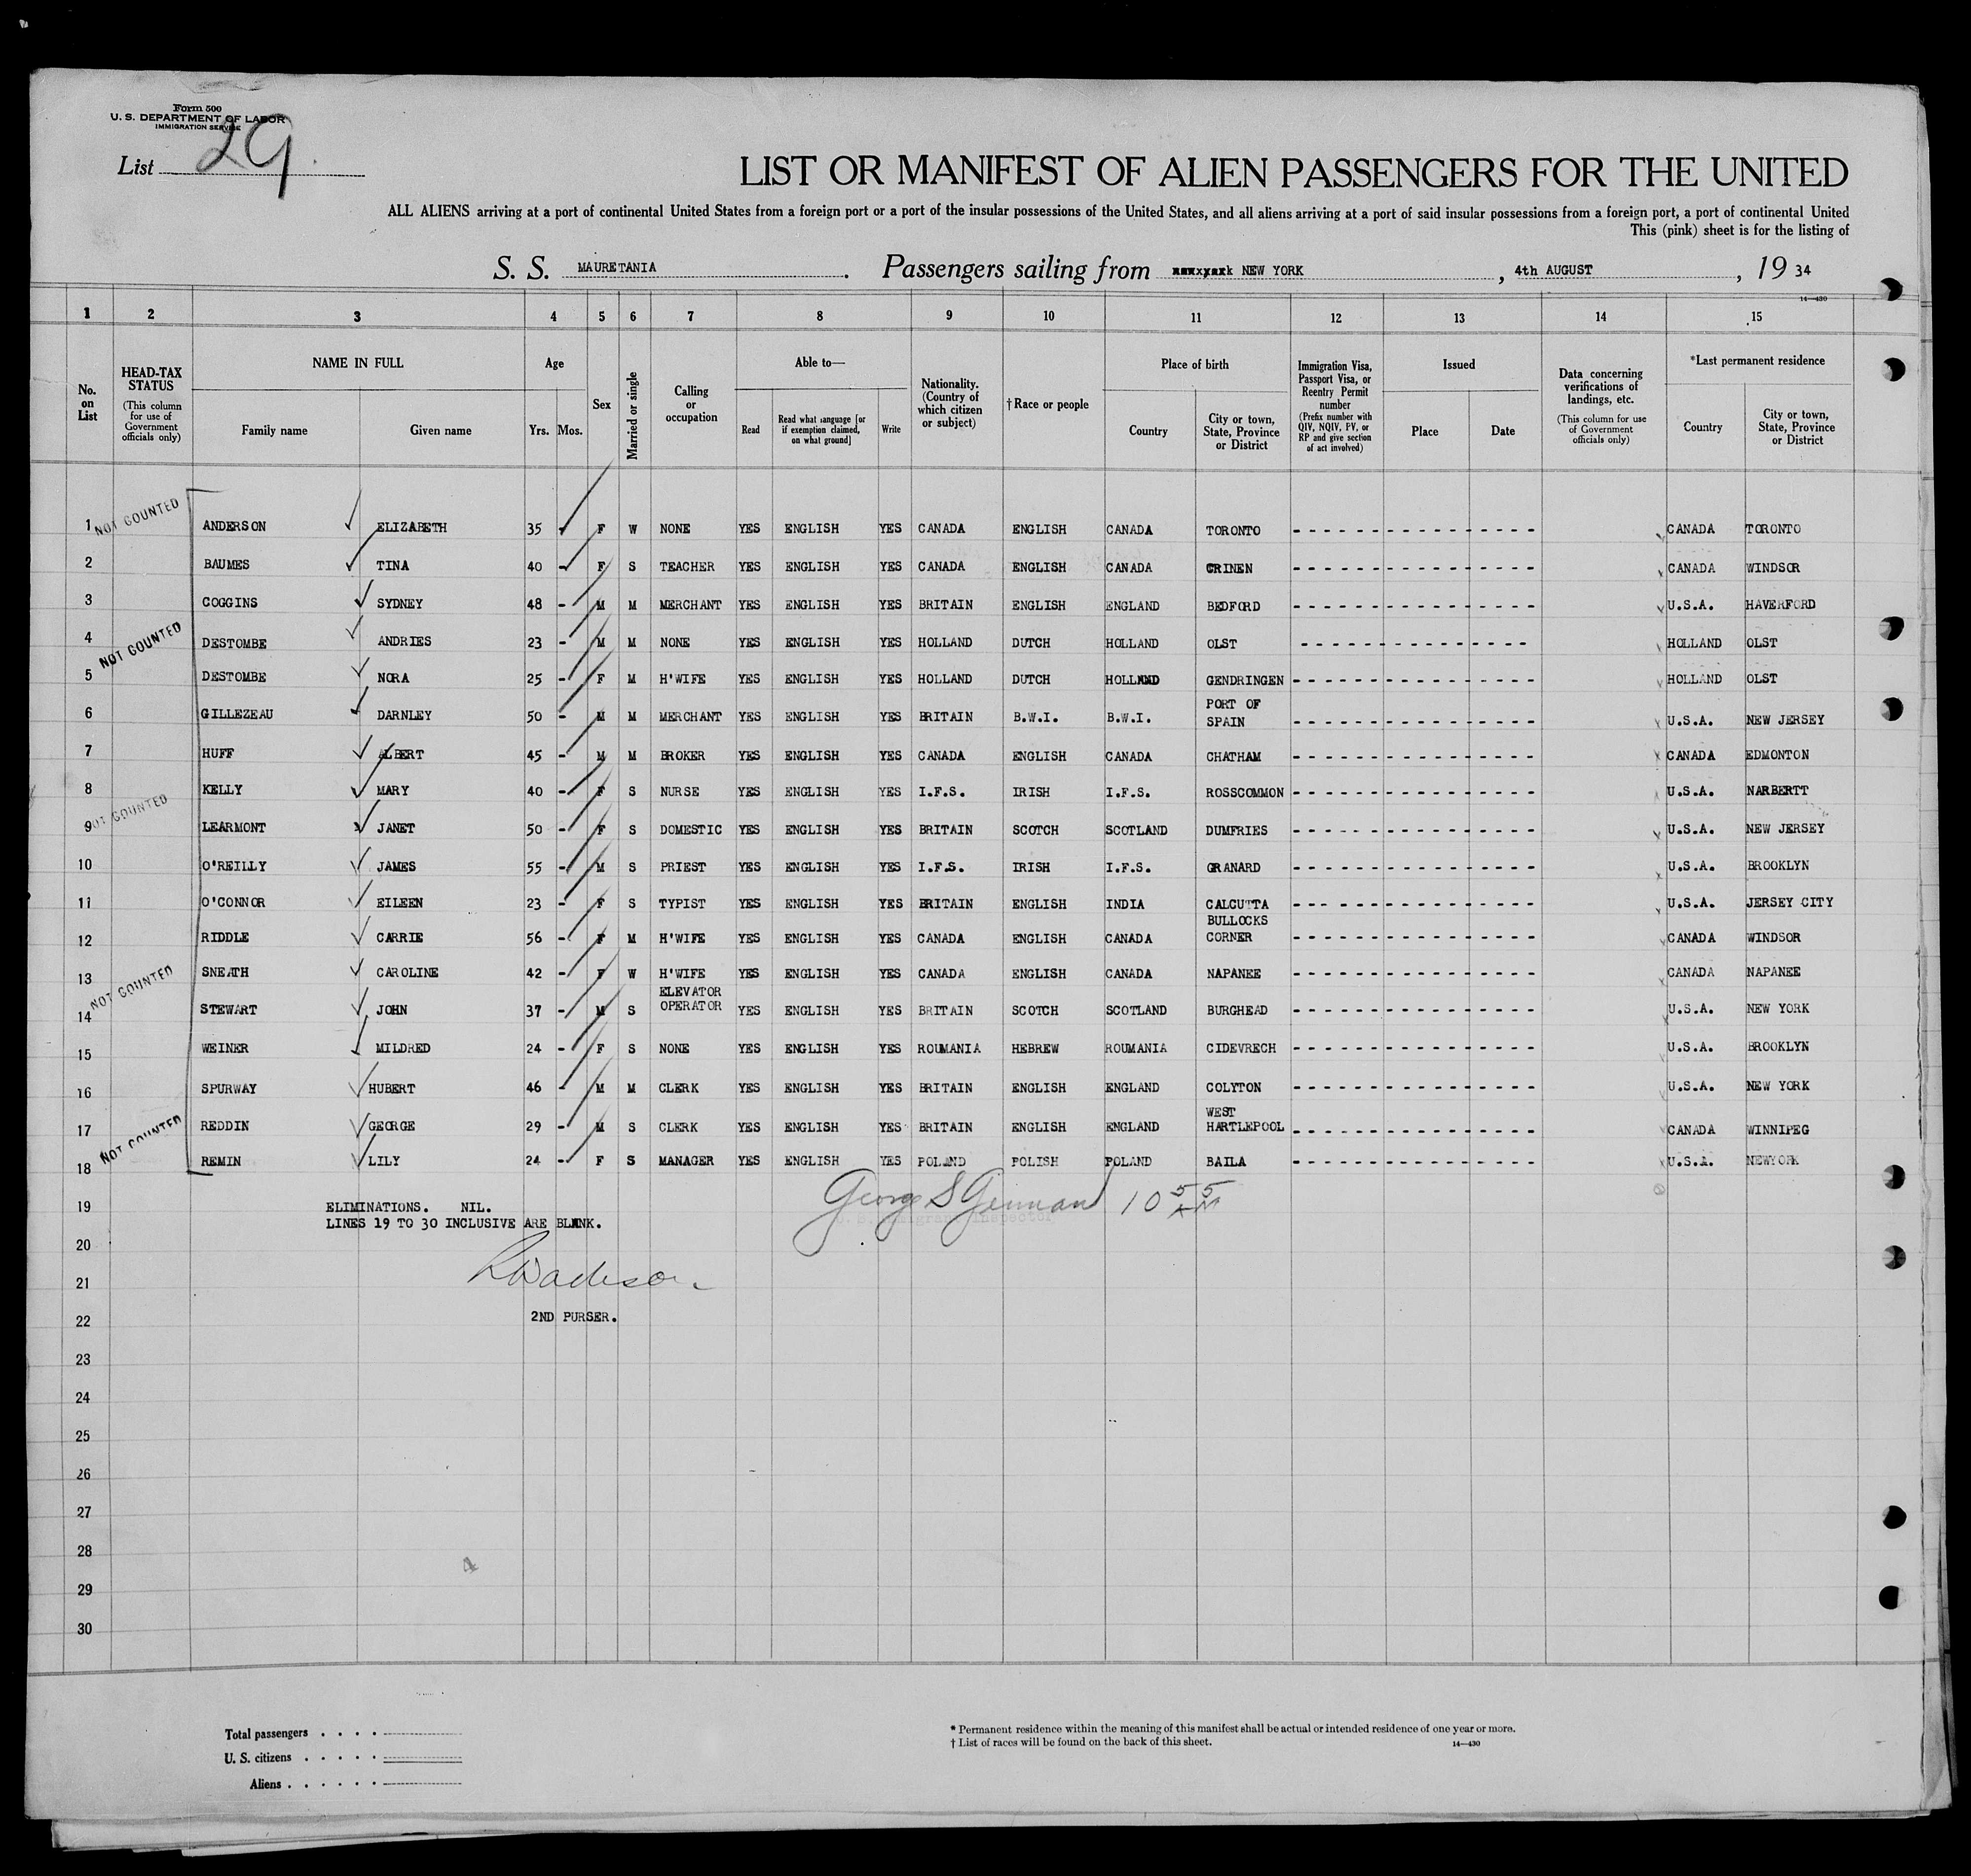 Form 500
U. S. DEPARTMENT OF LABOR
IMMIGRATION SERVICE
List 29
LIST OR MANIFEST OF ALIEN PASSENGERS FOR THE UNITED
ALL ALIENS arriving at a port of continental United States from a foreign port or a port of the insular possessions of the United States, and all aliens arriving at a port of said insular possessions from a foreign port, a port of continental United
This (pink) sheet is for the listing of
S. S. MAURETANIA. Passengers sailing from NEW YORK, 4th AUGUST, 19 34
14—430
1 2 3 4 5 6 7 8 9 10 11 12 13 14 15
No. on List
HEAD-TAX STATUS (This column for use of Government officials only)
NAME IN FULL Family name Given name
Age Yrs. Mos.
Sex
Married or single
Calling or occupation
Able to— Read Read what language [or if exemption claimed, on what ground] Write
Nationality. (Country of which citizen or subject)
†Race or people
Place of birth Country City or town, State, Province or District
Immigration Visa, Passport Visa, or Reentry Permit number (Prefix number with QIV, NQIV, PV, or RP and give section of act involved)
Issued Place Date
Data concerning verifications of landings, etc. (This column for use of Government officials only)
*Last permanent residence Country City or town, State, Province or District
NOT COUNTED
1 ANDERSON ELIZABETH 35 - F W NONE YES ENGLISH YES CANADA ENGLISH CANADA TORONTO CANADA TORONTO
2 BAUMES TINA 40 - F S TEACHER YES ENGLISH YES CANADA ENGLISH CANADA CRINEN CANADA WINDSOR
3 COGGINS SYDNEY 48 - M M MERCHANT YES ENGLISH YES BRITAIN ENGLISH ENGLAND BEDFORD U.S.A. HAVERFORD
NOT COUNTED
4 DESTOMBE ANDRIES 23 - M M NONE YES ENGLISH YES HOLLAND DUTCH HOLLAND OLST HOLLAND OLST
5 DESTOMBE NORA 25 - F M H'WIFE YES ENGLISH YES HOLLAND DUTCH HOLLAND GENDRINGEN HOLLAND OLST
6 GILLEZEAU DARNLEY 50 - M M MERCHANT YES ENGLISH YES BRITAIN B.W.I. B.W.I. PORT OF SPAIN U.S.A. NEW JERSEY
7 HUFF ALBERT 45 - M M BROKER YES ENGLISH YES CANADA ENGLISH CANADA CHATHAM CANADA EDMONTON
8 KELLY MARY 40 - F S NURSE YES ENGLISH YES I.F.S. IRISH I.F.S. ROSSCOMMON U.S.A. NARBERTT
NOT COUNTED
9 LEARMONT JANET 50 - F S DOMESTIC YES ENGLISH YES BRITAIN SCOTCH SCOTLAND DUMFRIES U.S.A. NEW JERSEY
10 O'REILLY JAMES 55 - M S PRIEST YES ENGLISH YES I.F.S. IRISH I.F.S. GRANARD U.S.A. BROOKLYN
11 O'CONNOR EILEEN 23 - F S TYPIST YES ENGLISH YES BRITAIN ENGLISH INDIA CALCUTTA U.S.A. JERSEY CITY
12 RIDDLE CARRIE 56 - F M H'WIFE YES ENGLISH YES CANADA ENGLISH CANADA BULLOCKS CORNER CANADA WINDSOR
13 SNEATH CAROLINE 42 - F W H'WIFE YES ENGLISH YES CANADA ENGLISH CANADA NAPANEE CANADA NAPANEE
NOT COUNTED
14 STEWART JOHN 37 - M S ELEVATOR OPERATOR YES ENGLISH YES BRITAIN SCOTCH SCOTLAND BURGHEAD U.S.A. NEW YORK
15 WEINER MILDRED 24 - F S NONE YES ENGLISH YES ROUMANIA HEBREW ROUMANIA CIDEVRECH U.S.A. BROOKLYN
16 SPURWAY HUBERT 46 - M M CLERK YES ENGLISH YES BRITAIN ENGLISH ENGLAND COLYTON U.S.A. NEW YORK
17 REDDIN GEORGE 29 - M S CLERK YES ENGLISH YES BRITAIN ENGLISH ENGLAND WEST HARTLEPOOL CANADA WINNIPEG
NOT COUNTED
18 REMIN LILY 24 - F S MANAGER YES ENGLISH YES POLAND POLISH POLAND BAILA U.S.A. NEWYORK
19 ELIMINATIONS. NIL.
LINES 19 TO 30 INCLUSIVE ARE BLANK.
George S 10 55
Immigrant Inspector
20
21
22 2ND PURSER.
23
24
25
26
27
28
4
29
30
Total passengers . . . .
U. S. citizens . . . . .
Aliens . . . . . .
* Permanent residence within the meaning of this manifest shall be actual or intended residence of one year or more.
† List of races will be found on the back of this sheet.
14—430